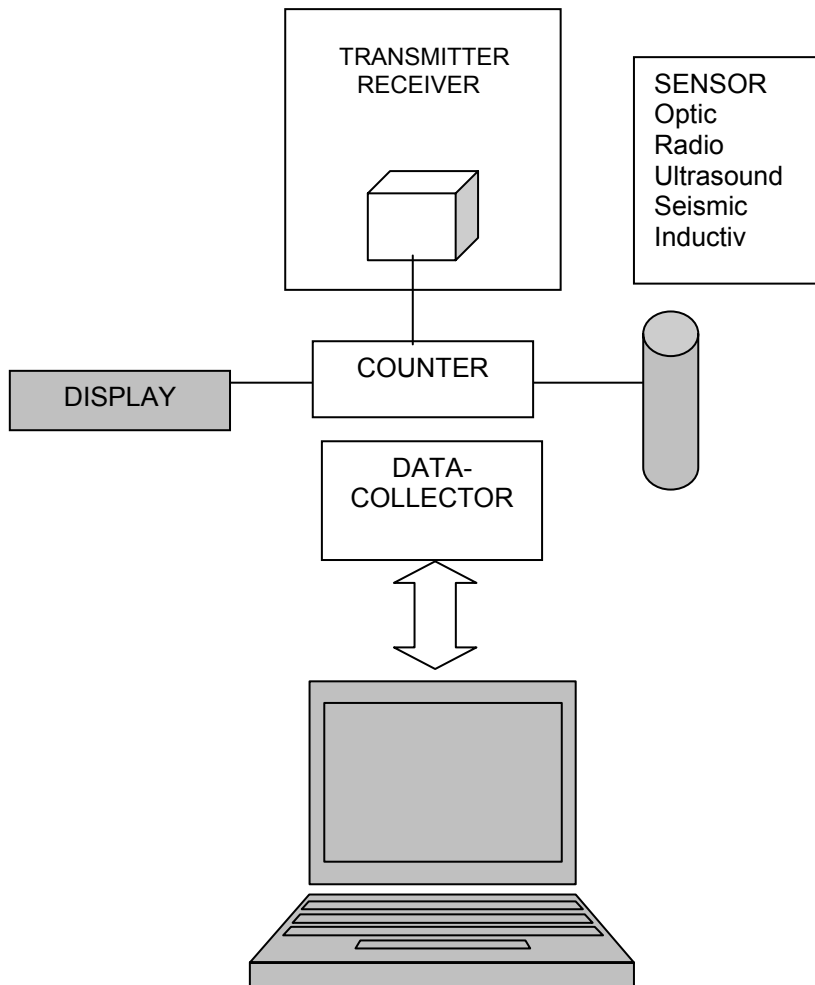 TRANSMITTER
RECEIVER
SENSOR
Optic
Radio
Ultrasound
Seismic
Inductiv
COUNTER
DISPLAY
DATA-
COLLECTOR